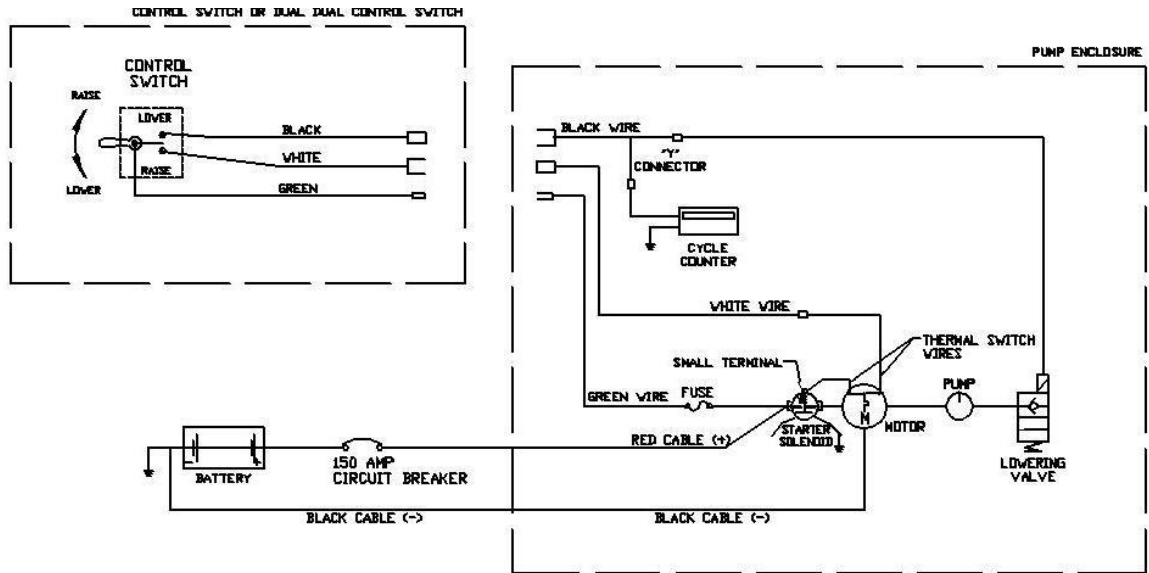 CONTROL SWITCH OR DUAL DUAL CONTROL SWITCH
PUMP ENCLOSURE
CONTROL
SWITCH
RAISE
LOWER
RAISE
LOWER
BLACK
WHITE
GREEN
BLACK WIRE
"Y"
CONNECTOR
CYCLE
COUNTER
WHITE WIRE
THERMAL SWITCH
WIRES
SMALL TERMINAL
GREEN WIRE
FUSE
PUMP
P
M
MOTOR
STARTER
SOLENOID
RED CABLE (+)
LOWERING
VALVE
- +
BATTERY
150 AMP
CIRCUIT BREAKER
BLACK CABLE (-)
BLACK CABLE (-)